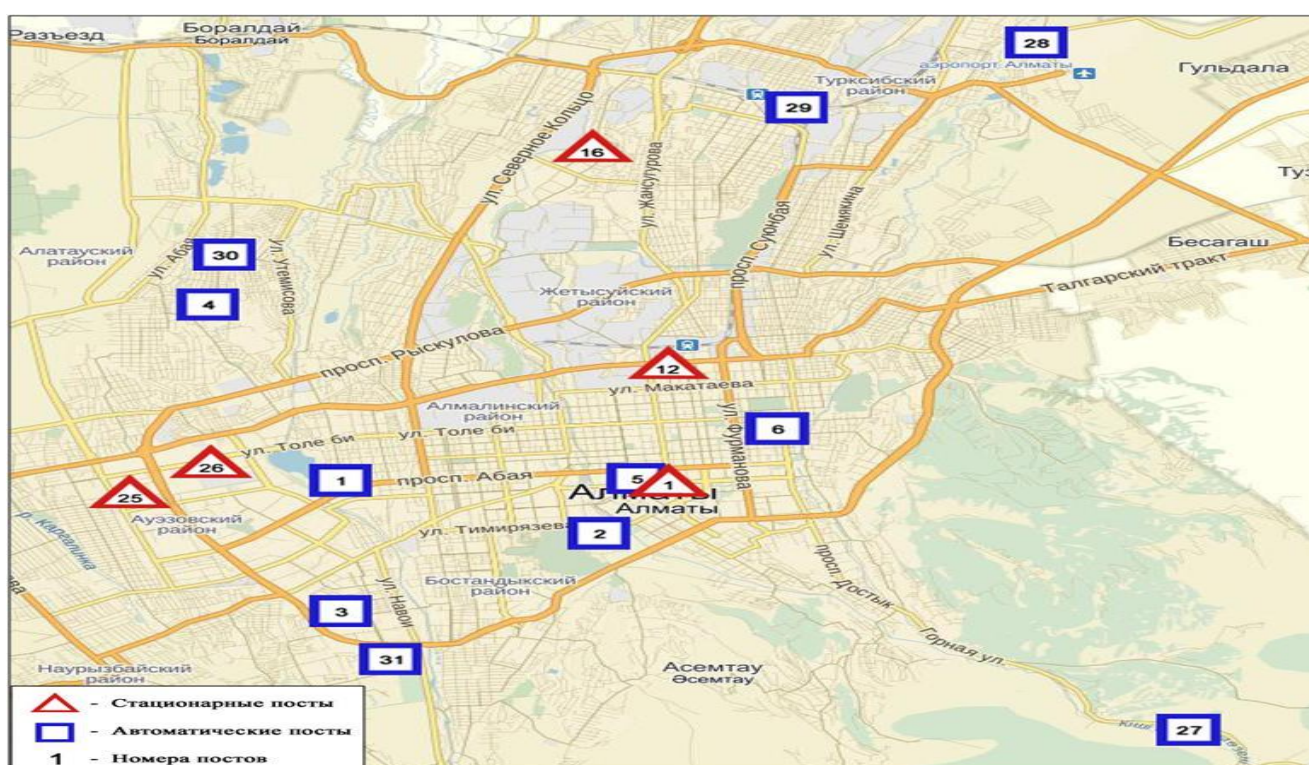 Разъезд
Боралдай
Боралдай
28
аэропорт Алматы
Гульдала
Турксибский
район
29
ул. Северное Кольцо
16
ул. Жансугурова
просп. Суюнбая
ул. Шемякина
Бесагаш
Талгарский тракт
Алатауский
район
ул. Абая
30
ул. Утемисова
4
Жетысуйский
район
просп. Рыскулова
12
ул. Макатаева
Алмалинский
район
ул. Толе би
ул. Толе би
ул. Фурманова
6
26
25
1
просп. Абая
5
1
Алматы
Алматы
Ауэзовский
район
р. Каргалинка
ул. Тимирязева
2
Бостандыкский
район
ул. Навои
3
31
просп. Достык
Горная ул.
Наурызбайский
район
Асемтау
Әсемтау
27
- Стационарные посты
- Автоматические посты
1 - Номера постов